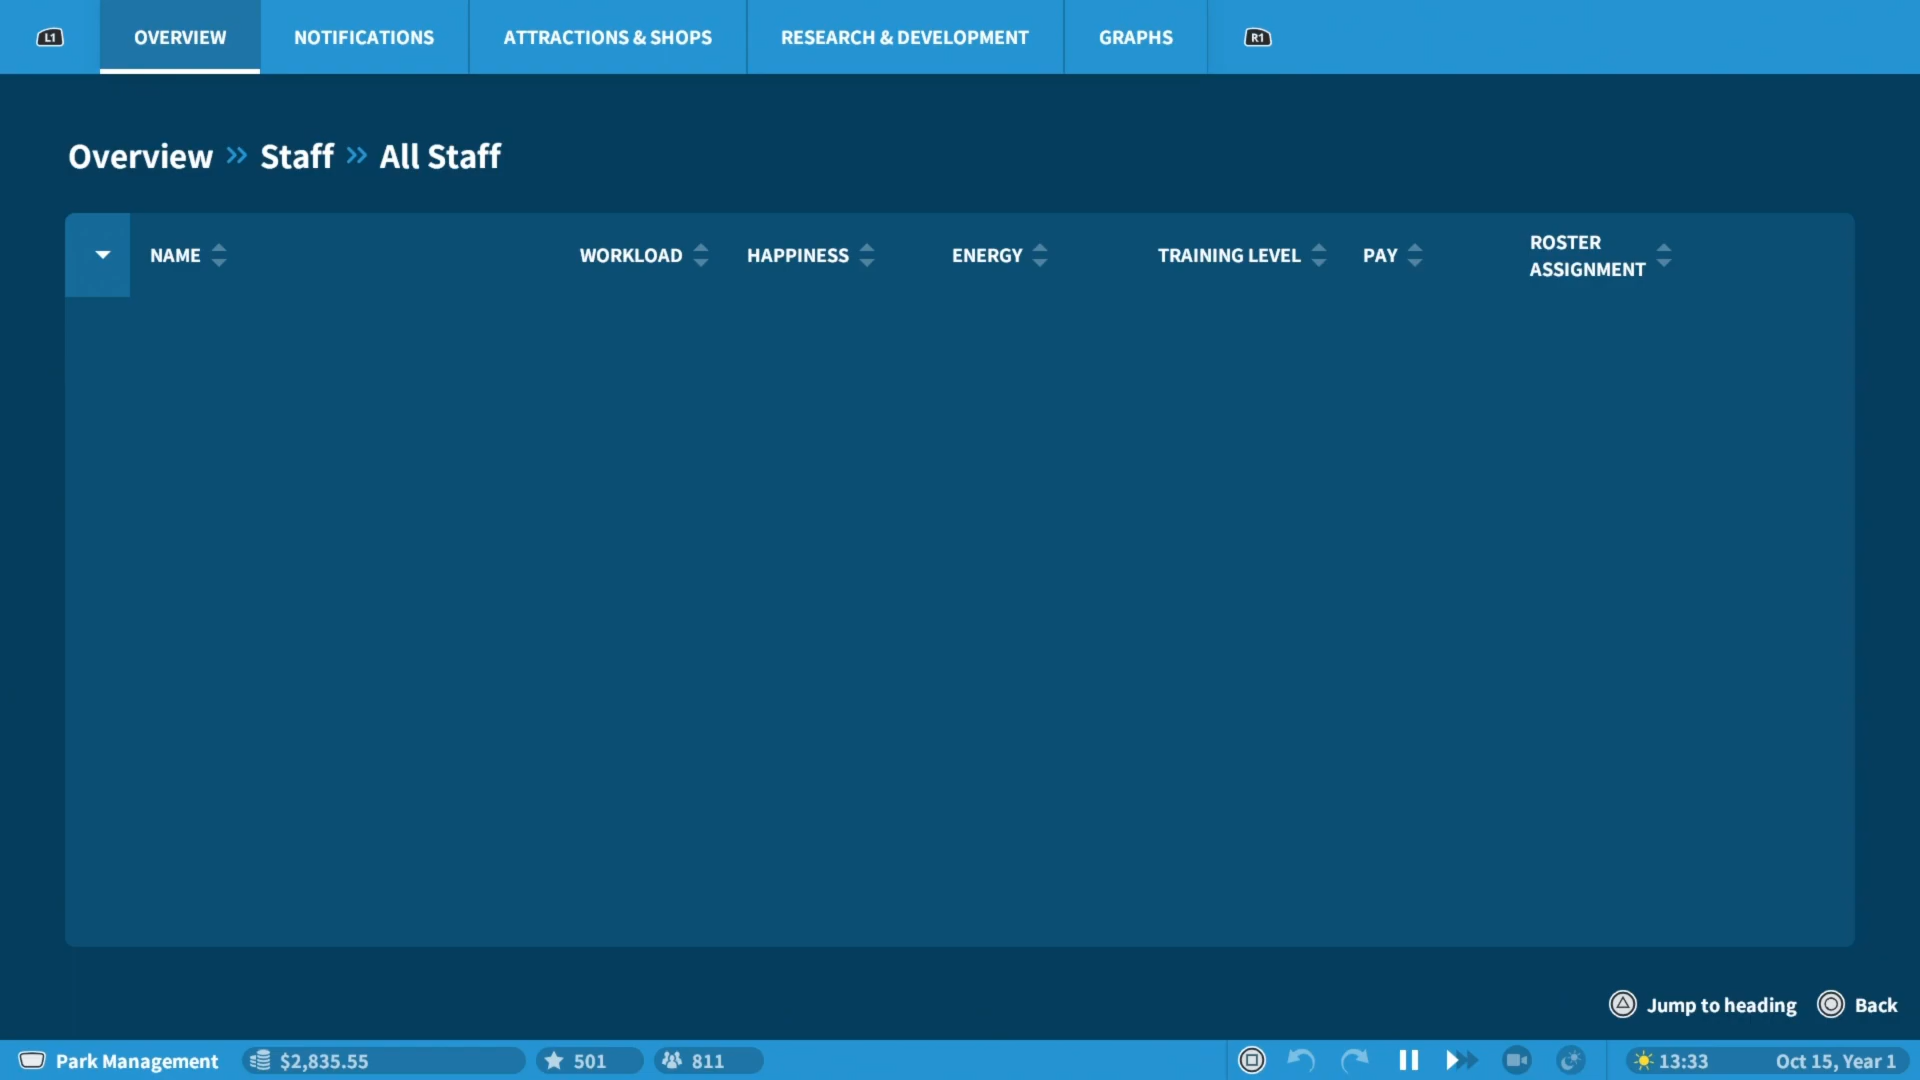 L1 OVERVIEW NOTIFICATIONS ATTRACTIONS & SHOPS RESEARCH & DEVELOPMENT GRAPHS R1
Overview » Staff » All Staff
NAME WORKLOAD HAPPINESS ENERGY TRAINING LEVEL PAY ROSTER
ASSIGNMENT
Jump to heading Back
Park Management $2,835.55 501 811 13:33 Oct 15, Year 1